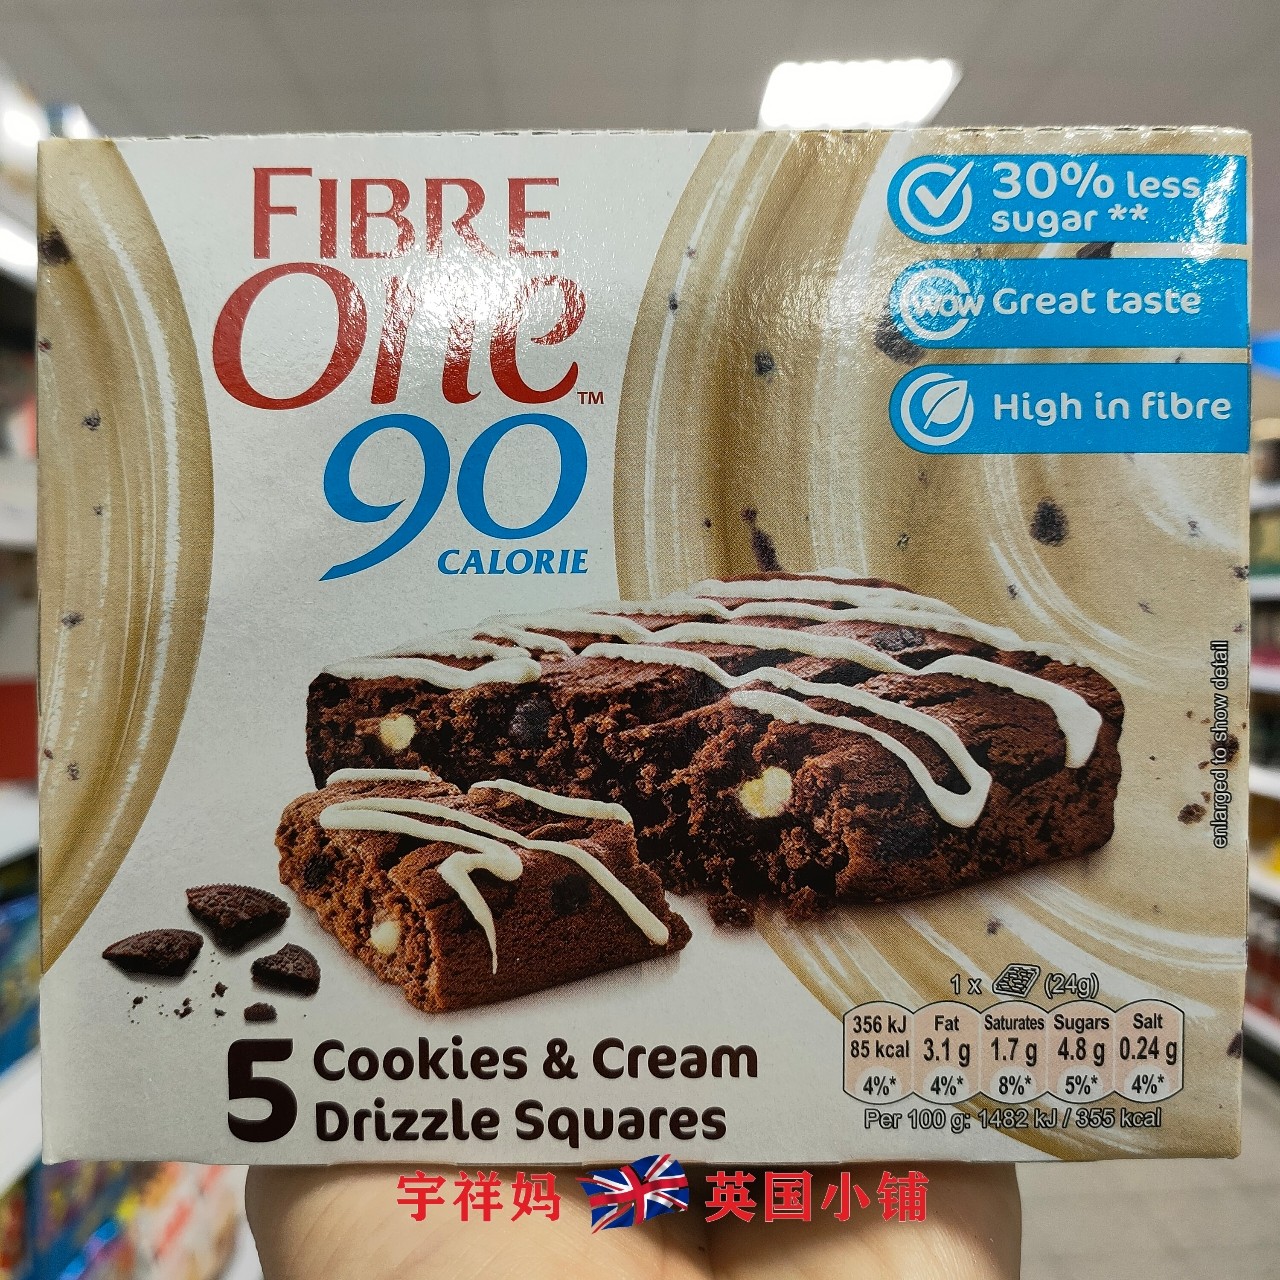 FIBRE
One™
90
CALORIE
30% less
sugar **
WOW Great taste
High in fibre
enlarged to show detail
1 x (24g)
356 kJ
85 kcal
4%*
Fat
3.1 g
4%*
Saturates
1.7 g
8%*
Sugars
4.8 g
5%*
Salt
0.24 g
4%*
Per 100 g: 1482 kJ / 355 kcal
5 Cookies & Cream
Drizzle Squares
宇祥妈 英国小铺